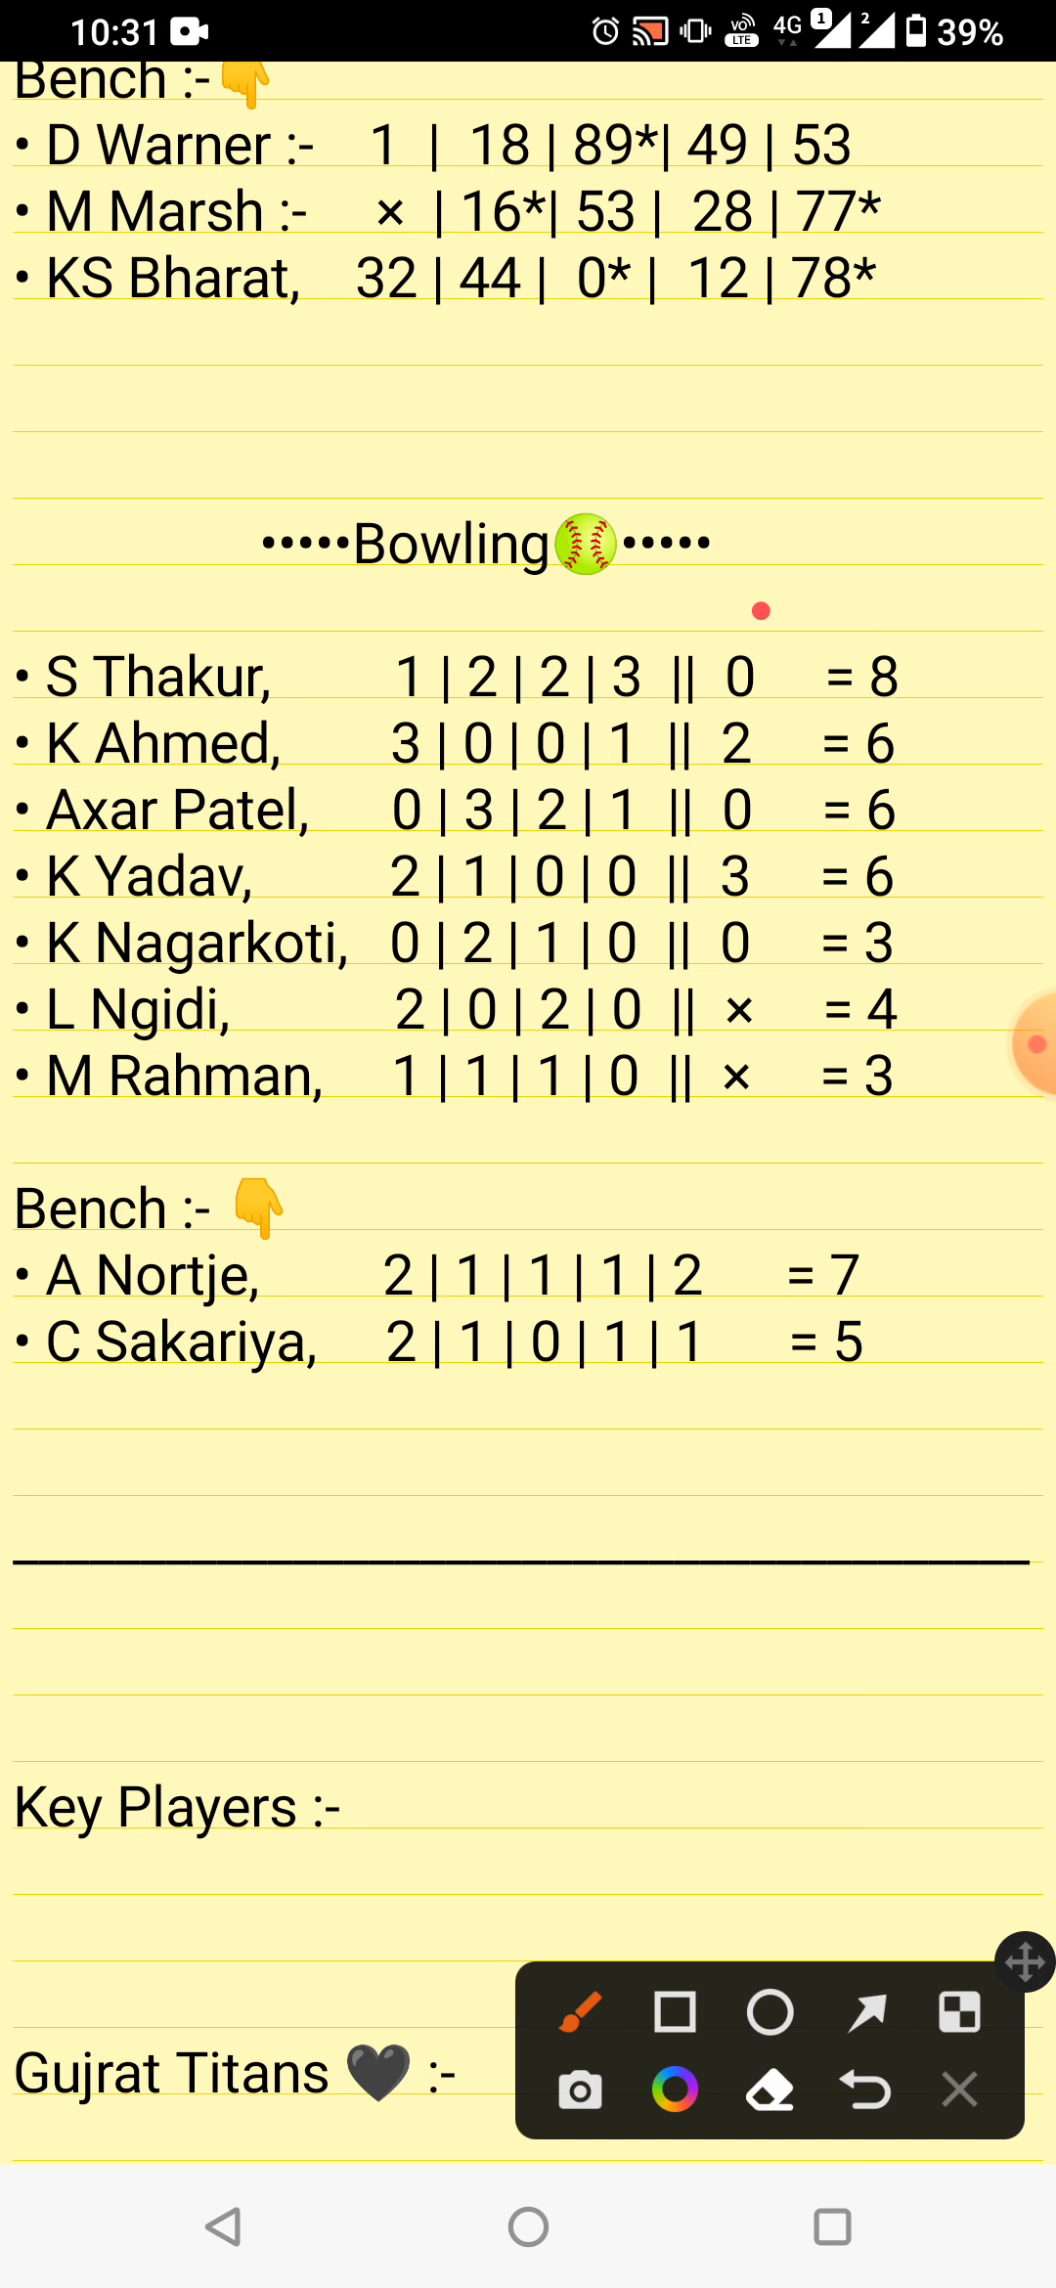 10:31 VO LTE 4G 1 2 39%
Bench :-👇
• D Warner :- 1 | 18 | 89*| 49 | 53
• M Marsh :- × | 16*| 53 | 28 | 77*
• KS Bharat, 32 | 44 | 0* | 12 | 78*
•••••Bowling🥎•••••
• S Thakur, 1 | 2 | 2 | 3 || 0 = 8
• K Ahmed, 3 | 0 | 0 | 1 || 2 = 6
• Axar Patel, 0 | 3 | 2 | 1 || 0 = 6
• K Yadav, 2 | 1 | 0 | 0 || 3 = 6
• K Nagarkoti, 0 | 2 | 1 | 0 || 0 = 3
• L Ngidi, 2 | 0 | 2 | 0 || × = 4
• M Rahman, 1 | 1 | 1 | 0 || × = 3
Bench :- 👇
• A Nortje, 2 | 1 | 1 | 1 | 2 = 7
• C Sakariya, 2 | 1 | 0 | 1 | 1 = 5
Key Players :-
Gujrat Titans 🖤 :-